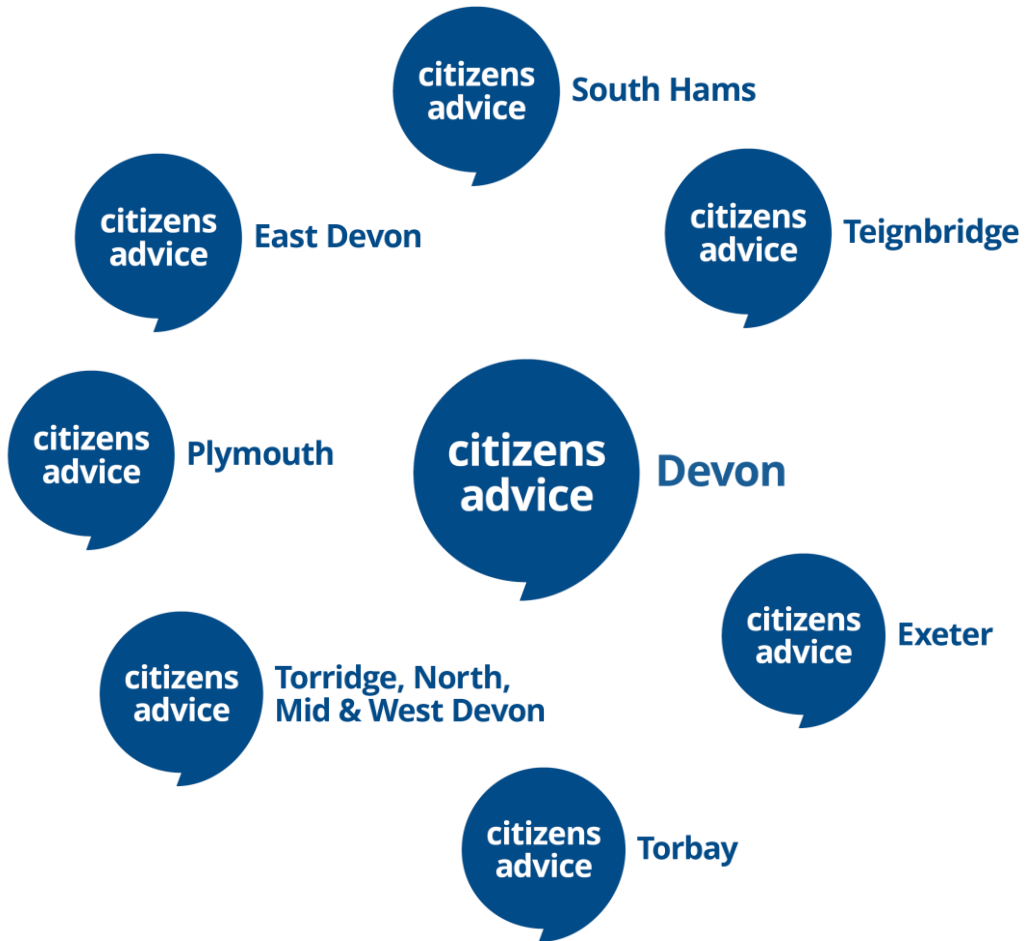 citizens
advice
South Hams
citizens
advice
Teignbridge
citizens
advice
East Devon
citizens
advice
Plymouth
citizens
advice
Devon
citizens
advice
Exeter
citizens
advice
Torridge, North,
Mid & West Devon
citizens
advice
Torbay